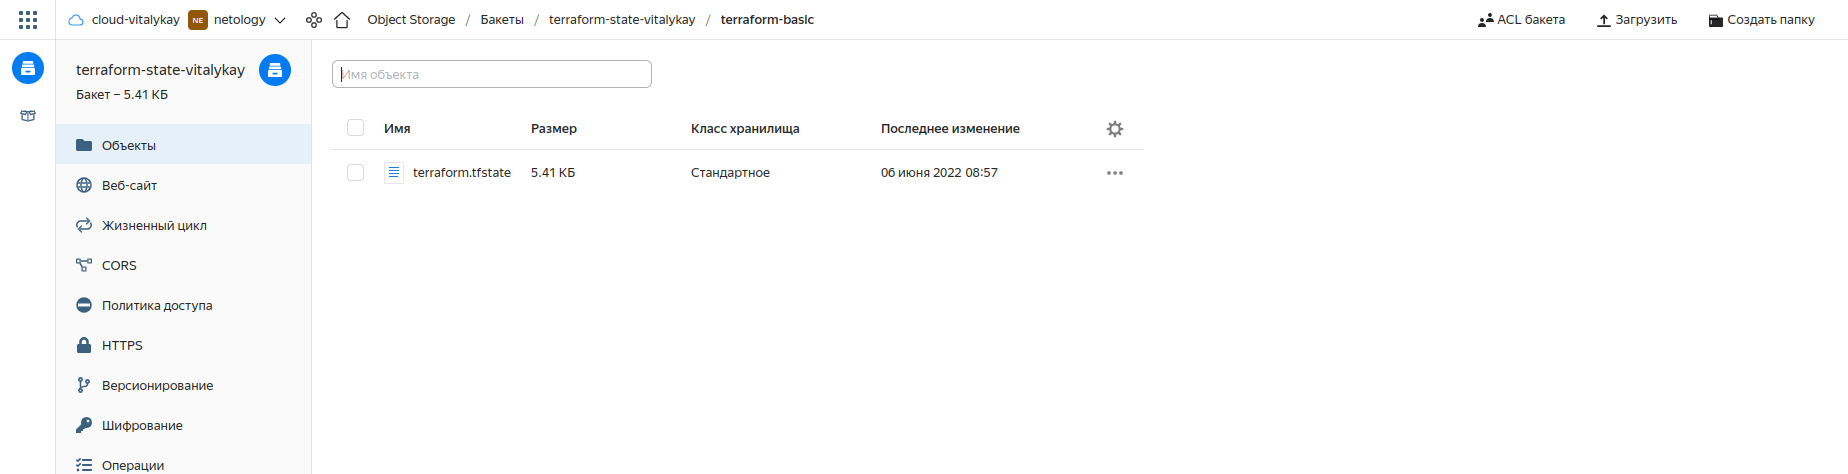 cloud-vitalykay NE netology Object Storage / Бакеты / terraform-state-vitalykay / terraform-basic ACL бакета Загрузить Создать папку
terraform-state-vitalykay
Бакет – 5.41 КБ
Объекты
Веб-сайт
Жизненный цикл
CORS
Политика доступа
HTTPS
Версионирование
Шифрование
Операции
Имя объекта
Имя Размер Класс хранилища Последнее изменение
terraform.tfstate 5.41 КБ Стандартное 06 июня 2022 08:57